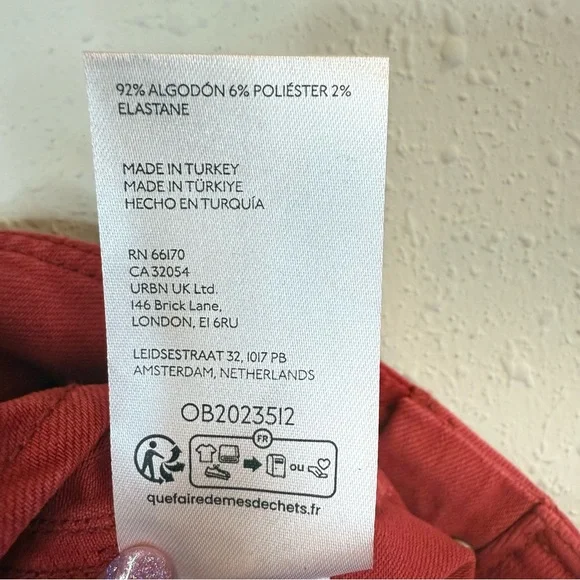 92% ALGODÓN 6% POLIÉSTER 2%
ELASTANE
MADE IN TURKEY
MADE IN TÜRKIYE
HECHO EN TURQUÍA
RN 66170
CA 32054
URBN UK Ltd.
146 Brick Lane,
LONDON, E1 6RU
LEIDSESTRAAT 32, 1017 PB
AMSTERDAM, NETHERLANDS
OB2023512
FR
ou
quefairedemesdechets.fr